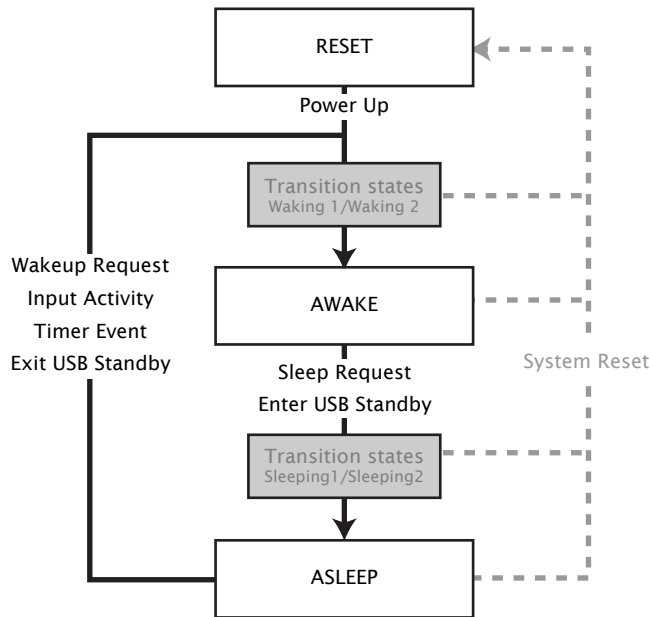 RESET
Power Up
Transition states
Waking 1/Waking 2
Wakeup Request
Input Activity
Timer Event
Exit USB Standby
AWAKE
Sleep Request
Enter USB Standby
System Reset
Transition states
Sleeping1/Sleeping2
ASLEEP